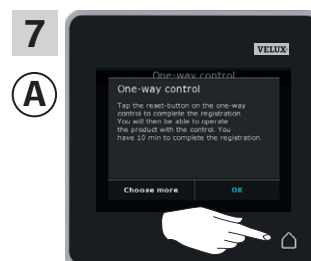 7
A
VELUX
One-way control
One-way control
Tap the reset-button on the one-way
control to complete the registration.
You will then be able to operate
the product with the control. You
have 10 min to complete the registration.
Choose more
OK